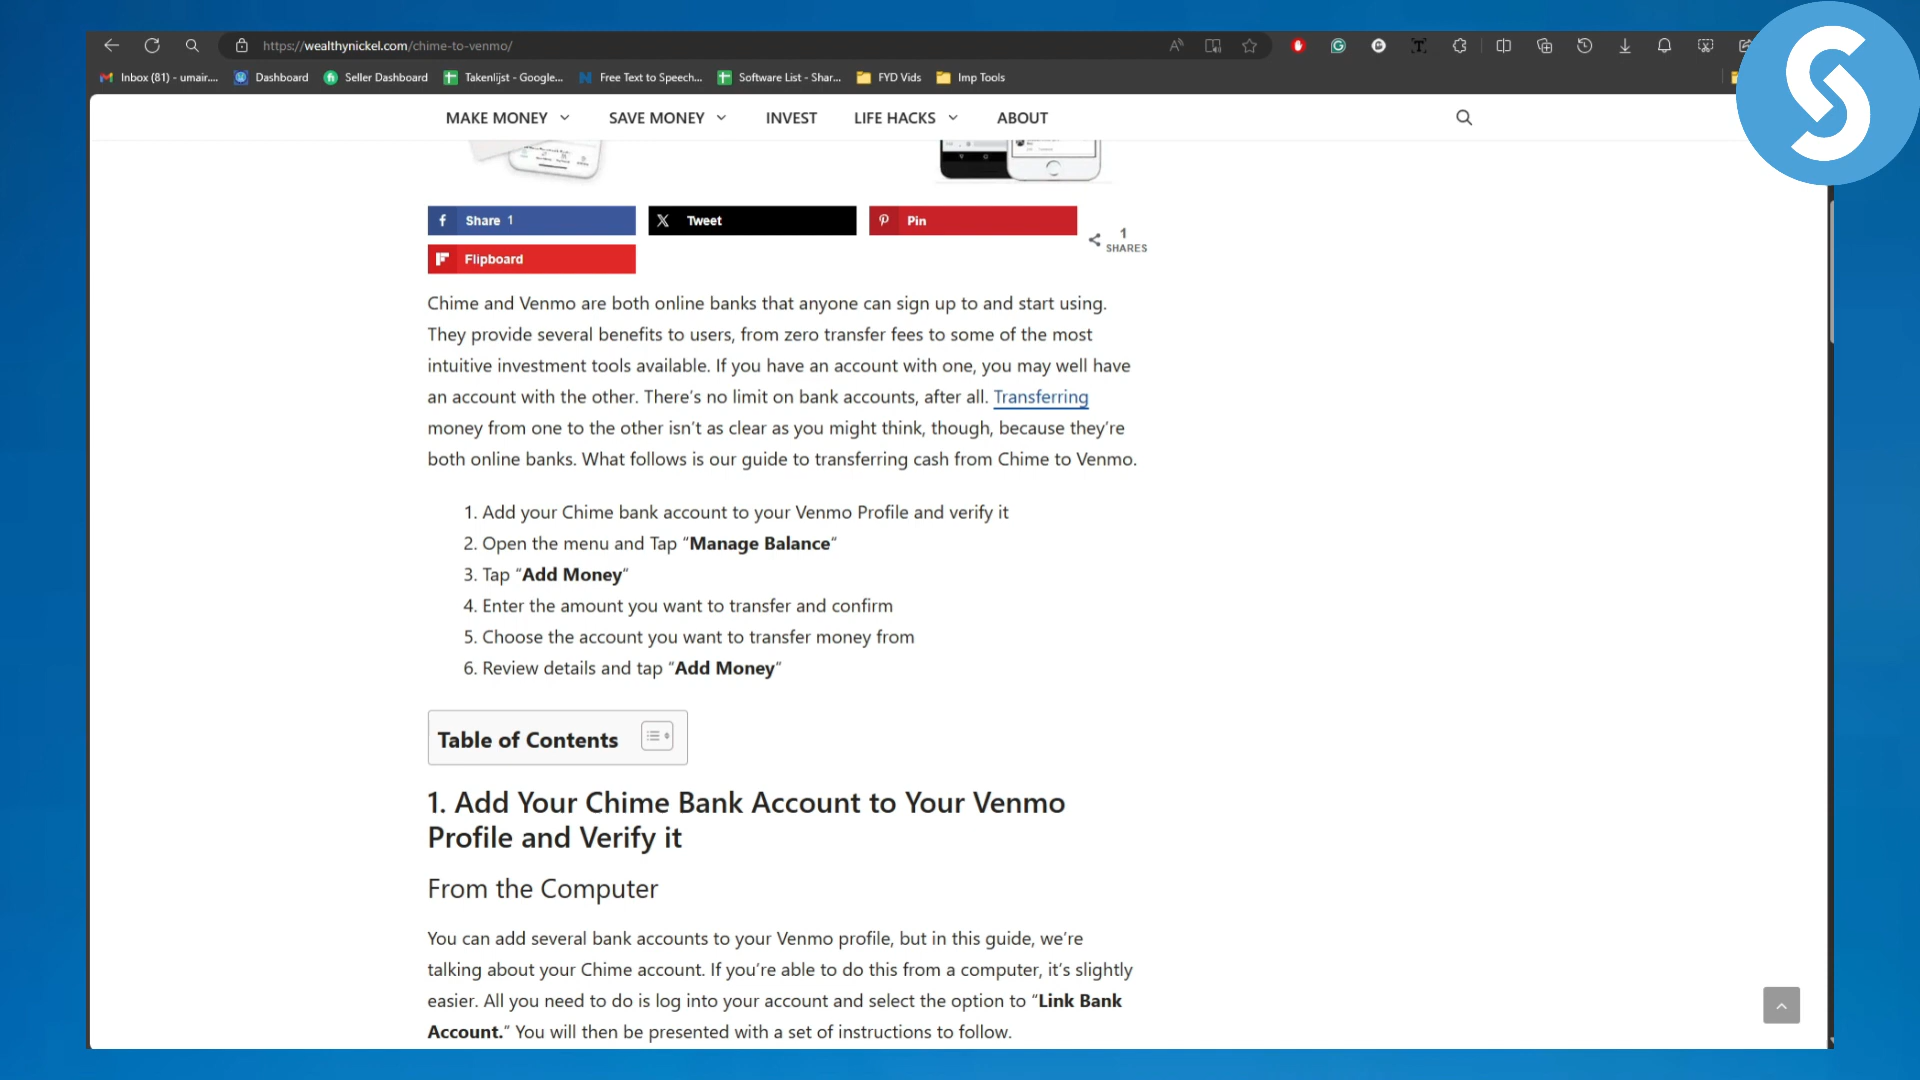 https://wealthynickel.com/chime-to-venmo/
Inbox (81) - umair.... Dashboard Seller Dashboard Takenlijst - Google... Free Text to Speech... Software List - Shar... FYD Vids Imp Tools
MAKE MONEY SAVE MONEY INVEST LIFE HACKS ABOUT
Share 1 Tweet Pin
1
SHARES
Flipboard
Chime and Venmo are both online banks that anyone can sign up to and start using.
They provide several benefits to users, from zero transfer fees to some of the most
intuitive investment tools available. If you have an account with one, you may well have
an account with the other. There’s no limit on bank accounts, after all. Transferring
money from one to the other isn’t as clear as you might think, though, because they’re
both online banks. What follows is our guide to transferring cash from Chime to Venmo.
1. Add your Chime bank account to your Venmo Profile and verify it
2. Open the menu and Tap “Manage Balance“
3. Tap “Add Money“
4. Enter the amount you want to transfer and confirm
5. Choose the account you want to transfer money from
6. Review details and tap “Add Money“
Table of Contents
1. Add Your Chime Bank Account to Your Venmo
Profile and Verify it
From the Computer
You can add several bank accounts to your Venmo profile, but in this guide, we’re
talking about your Chime account. If you’re able to do this from a computer, it’s slightly
easier. All you need to do is log into your account and select the option to “Link Bank
Account.” You will then be presented with a set of instructions to follow.